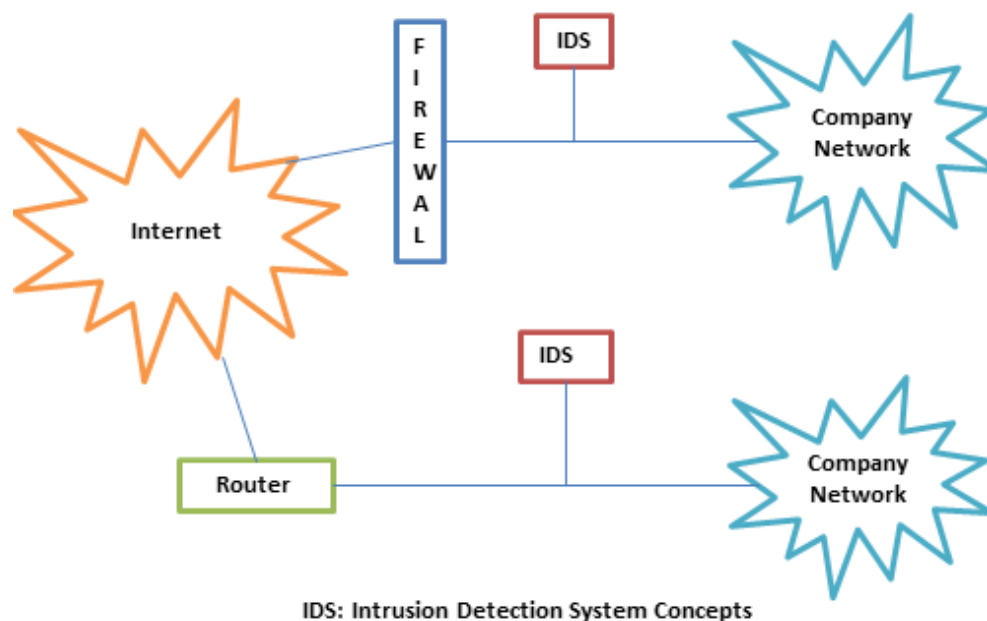 FIREWAL
IDS
Company
Network
Internet
IDS
Router
Company
Network
IDS: Intrusion Detection System Concepts